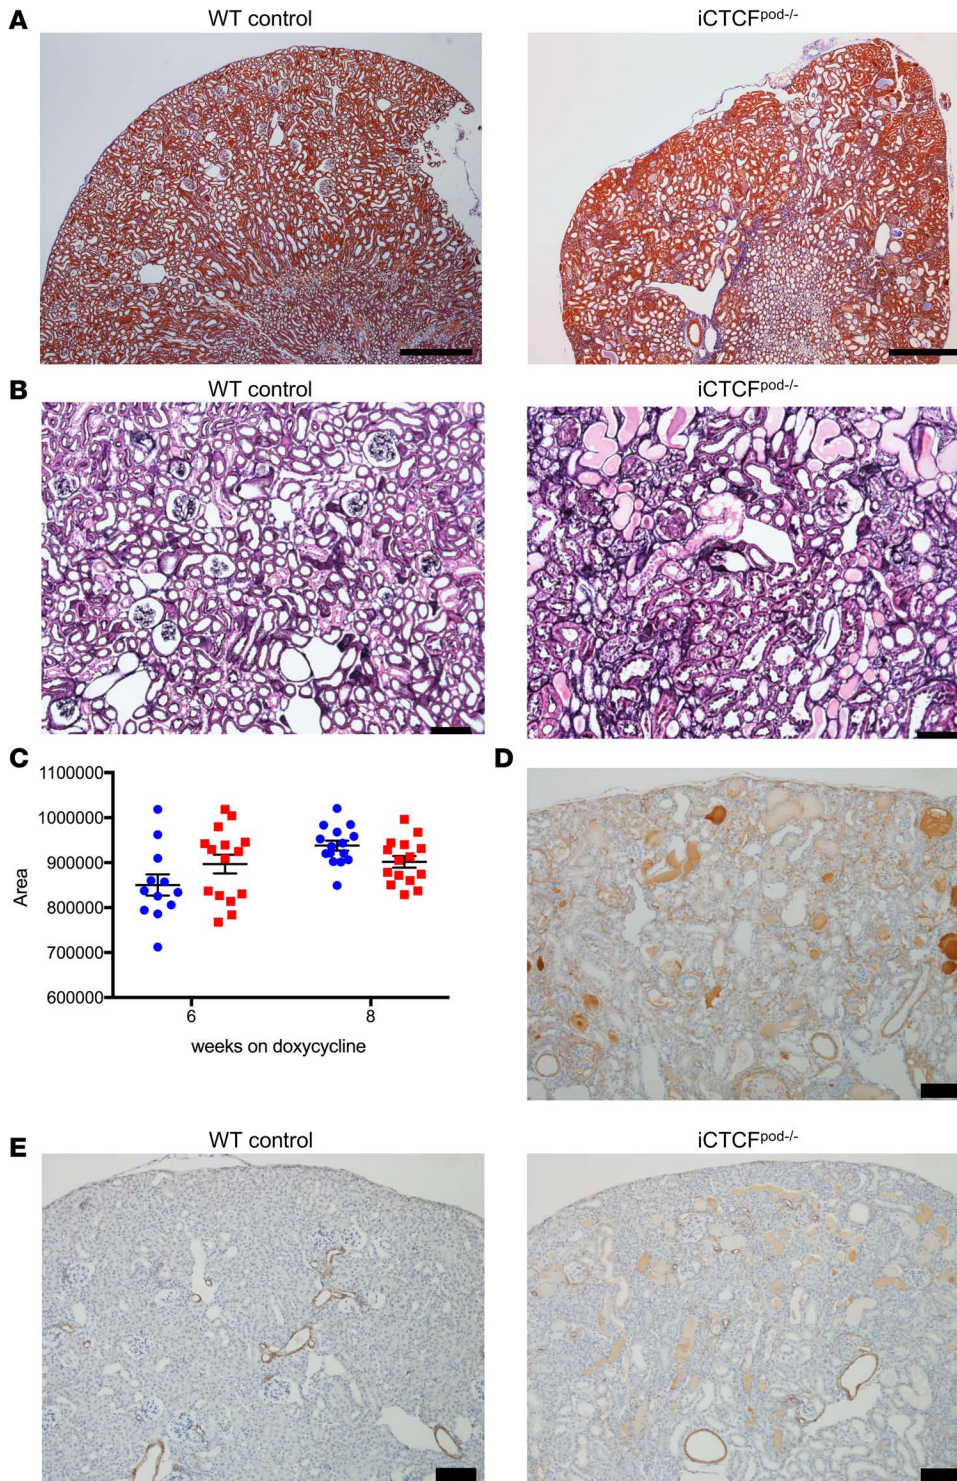 A
WT control
iCTCFpod-/-
B
WT control
iCTCFpod-/-
C
Area
1100000
1000000
900000
800000
700000
600000
6
8
weeks on doxycycline
D
E
WT control
iCTCFpod-/-